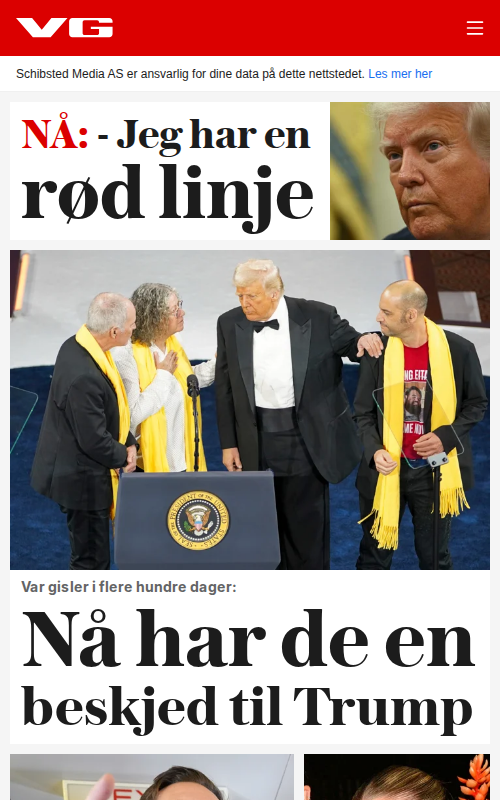 VG
Schibsted Media AS er ansvarlig for dine data på dette nettstedet. Les mer her
NÅ: - Jeg har en
rød linje
Var gisler i flere hundre dager:
Nå har de en
beskjed til Trump